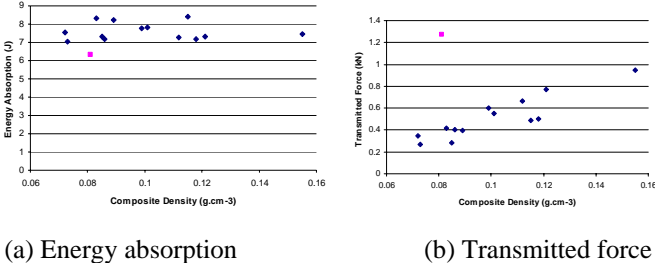 9
8
7
6
5
4
3
2
1
0
Energy Absorption (J)
0.06 0.08 0.1 0.12 0.14 0.16
Composite Density (g.cm-3)
1.4
1.2
1
0.8
0.6
0.4
0.2
0
Transmitted Force (kN)
0.06 0.08 0.1 0.12 0.14 0.16
Composite Density (g.cm-3)
(a) Energy absorption (b) Transmitted force